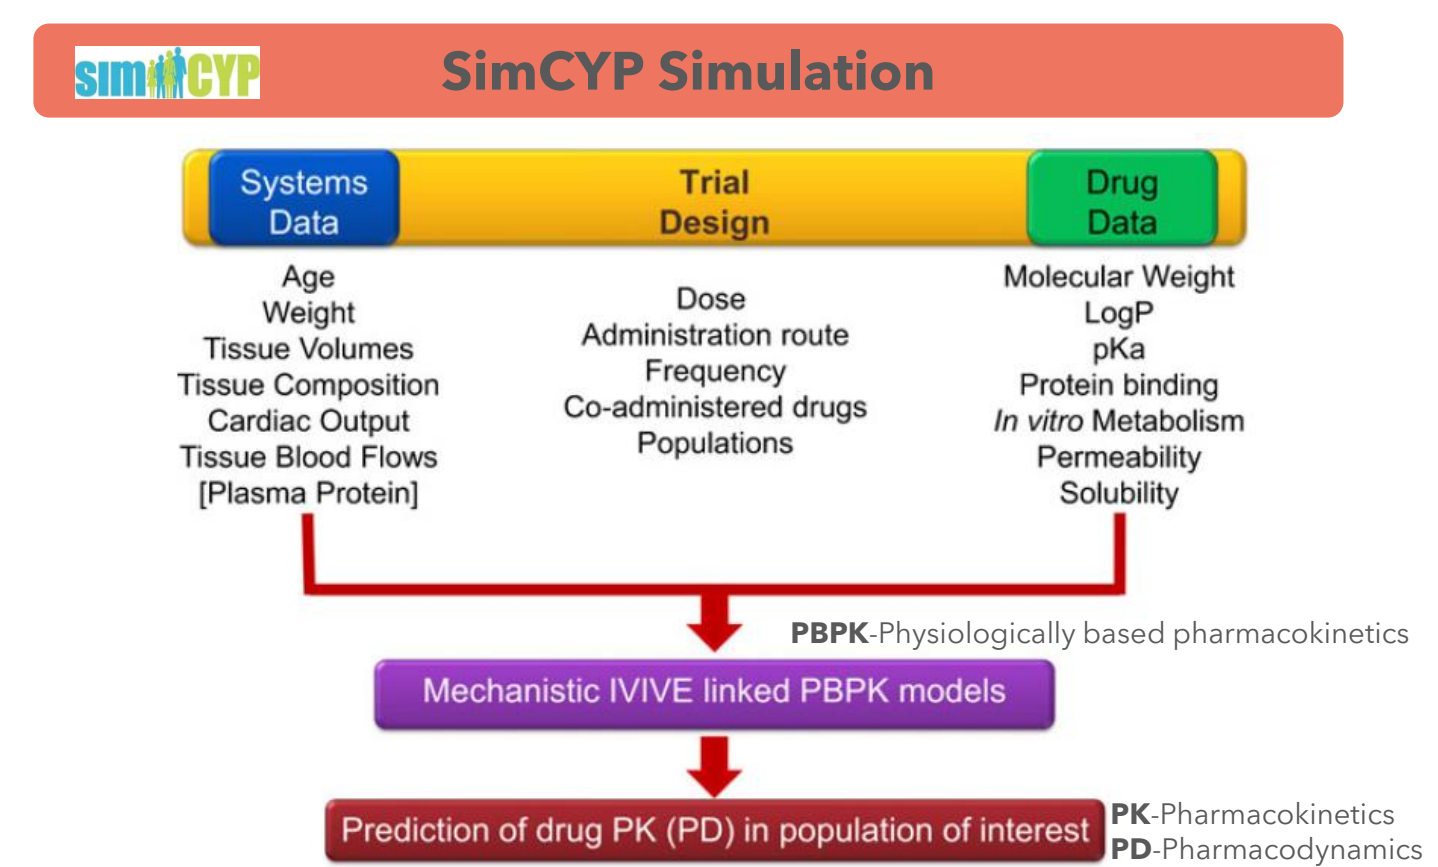 simCYP
SimCYP Simulation
Systems
Data
Trial
Design
Drug
Data
Age
Weight
Tissue Volumes
Tissue Composition
Cardiac Output
Tissue Blood Flows
[Plasma Protein]
Dose
Administration route
Frequency
Co-administered drugs
Populations
Molecular Weight
LogP
pKa
Protein binding
In vitro Metabolism
Permeability
Solubility
PBPK-Physiologically based pharmacokinetics
Mechanistic IVIVE linked PBPK models
Prediction of drug PK (PD) in population of interest
PK-Pharmacokinetics
PD-Pharmacodynamics